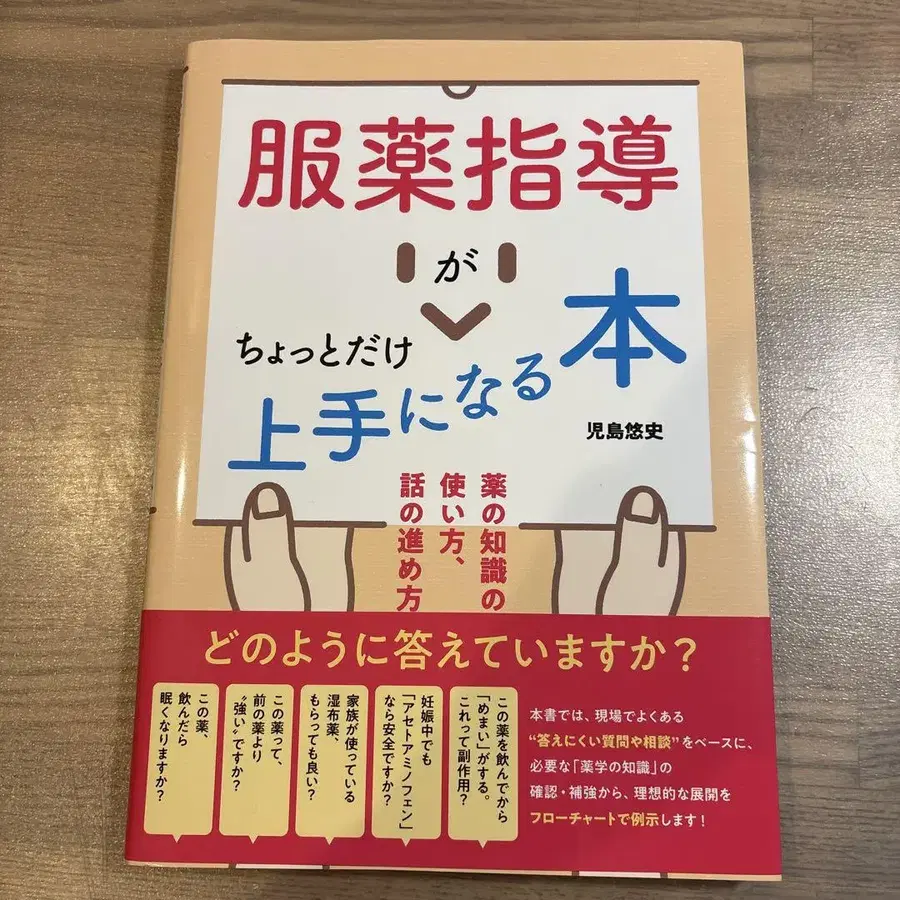 服薬指導
が
ちょっとだけ
上手になる本
児島悠史
薬の知識の
使い方、
話の進め方
どのように答えていますか？
この薬を飲んでから
「めまい」がする。
これって副作用？
妊娠中でも
「アセトアミノフェン」
なら安全ですか？
家族が使っている
湿布薬、
もらっても良い？
この薬って、
前の薬より
“強い”ですか？
この薬、
飲んだら
眠くなりますか？
本書では、現場でよくある
“答えにくい質問や相談”をベースに、
必要な「薬学の知識」の
確認・補強から、理想的な展開を
フローチャートで例示します！